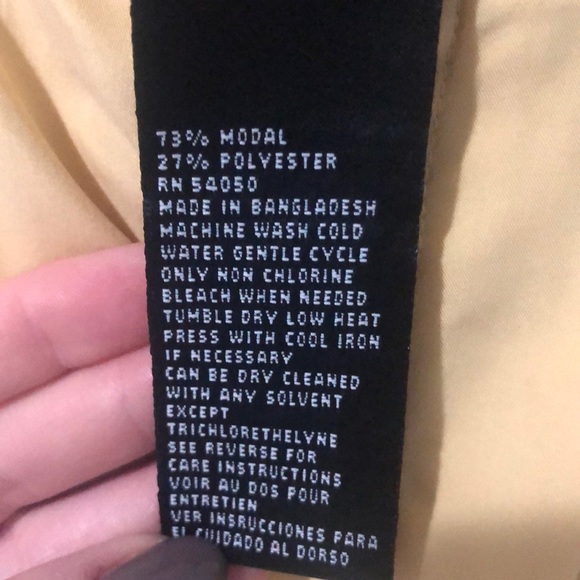 73% MODAL
27% POLYESTER
RN 54050
MADE IN BANGLADESH
MACHINE WASH COLD
WATER GENTLE CYCLE
ONLY NON CHLORINE
BLEACH WHEN NEEDED
TUMBLE DRY LOW HEAT
PRESS WITH COOL IRON
IF NECESSARY
CAN BE DRY CLEANED
WITH ANY SOLVENT
EXCEPT
TRICHLORETHELYNE
SEE REVERSE FOR
CARE INSTRUCTIONS
VOIR AU DOS POUR
ENTRETIEN
VER INSRUCCIONES PARA
EL CUIDADO AL DORSO